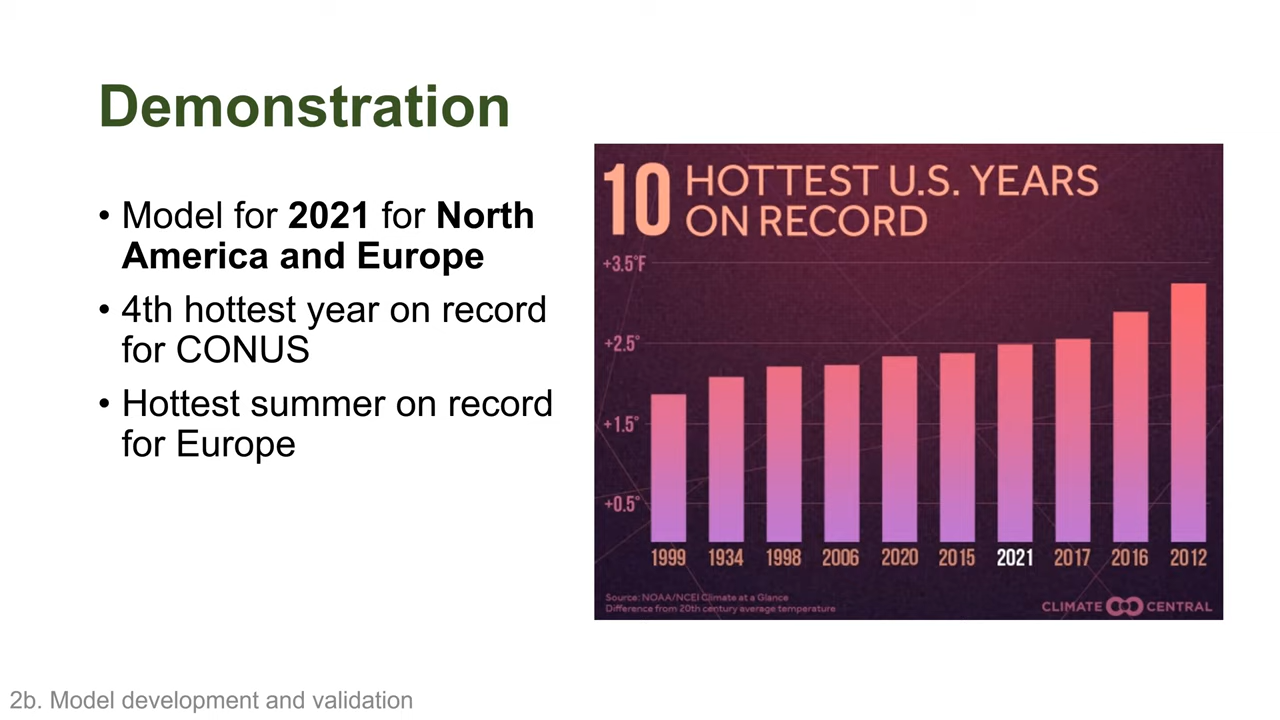 Demonstration
• Model for 2021 for North
America and Europe
• 4th hottest year on record
for CONUS
• Hottest summer on record
for Europe
10 HOTTEST U.S. YEARS
ON RECORD
+3.5°F
+2.5°
+1.5°
+0.5°
1999 1934 1998 2006 2020 2015 2021 2017 2016 2012
Source: NOAA/NCEI Climate at a Glance
Difference from 20th century average temperature
CLIMATE CENTRAL
2b. Model development and validation